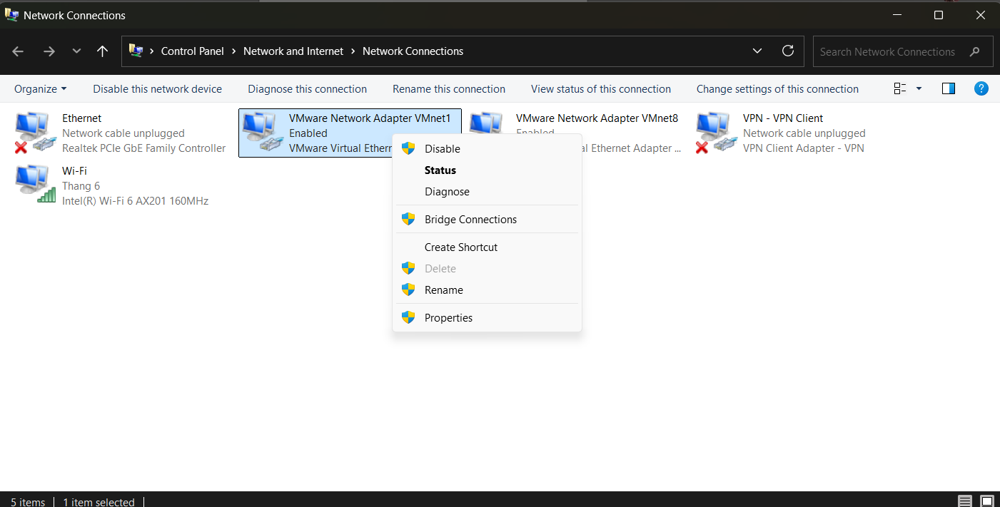 Network Connections
Control Panel > Network and Internet > Network Connections
Search Network Connections
Organize
Disable this network device
Diagnose this connection
Rename this connection
View status of this connection
Change settings of this connection
Ethernet
Network cable unplugged
Realtek PCIe GbE Family Controller
VMware Network Adapter VMnet1
Enabled
VMware Virtual Ethern
VMware Network Adapter VMnet8
Enabled
al Ethernet Adapter ...
VPN - VPN Client
Network cable unplugged
VPN Client Adapter - VPN
Wi-Fi
Thang 6
Intel(R) Wi-Fi 6 AX201 160MHz
Disable
Status
Diagnose
Bridge Connections
Create Shortcut
Delete
Rename
Properties
5 items
1 item selected